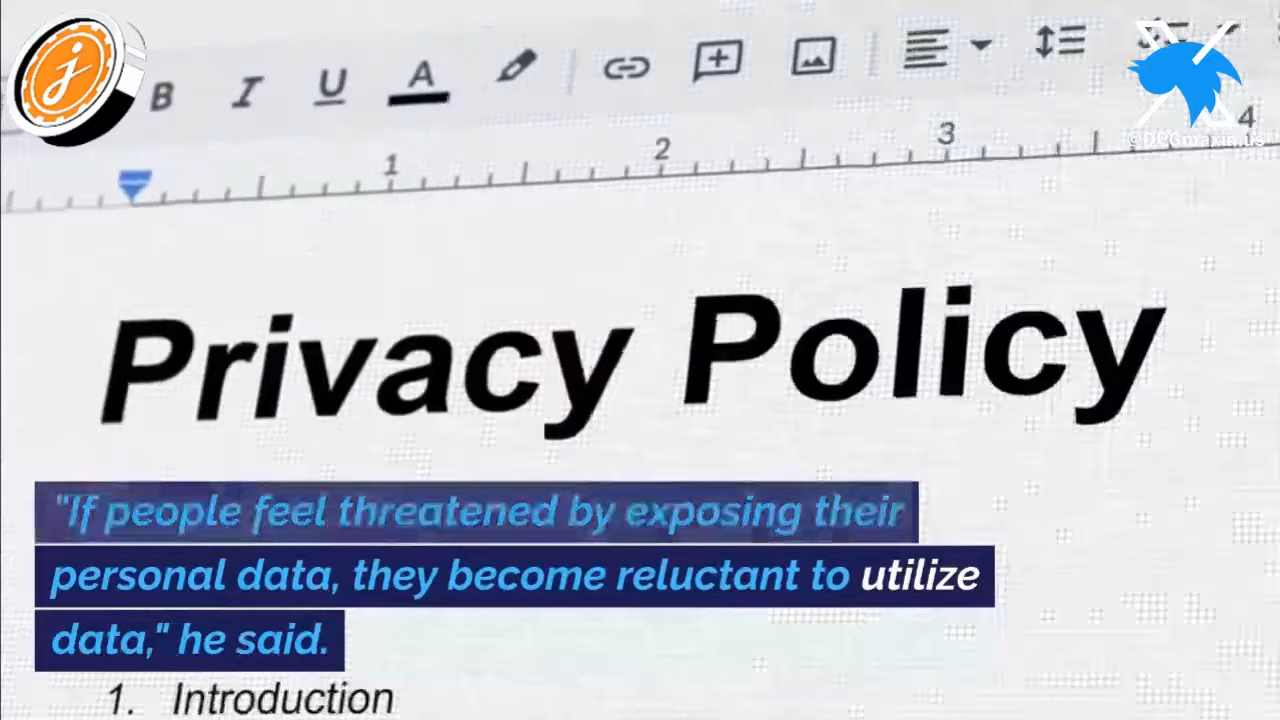 j
B I U A
1 2 3 4
@DPGmaximus
Privacy Policy
"If people feel threatened by exposing their
personal data, they become reluctant to utilize
data," he said.
1. Introduction